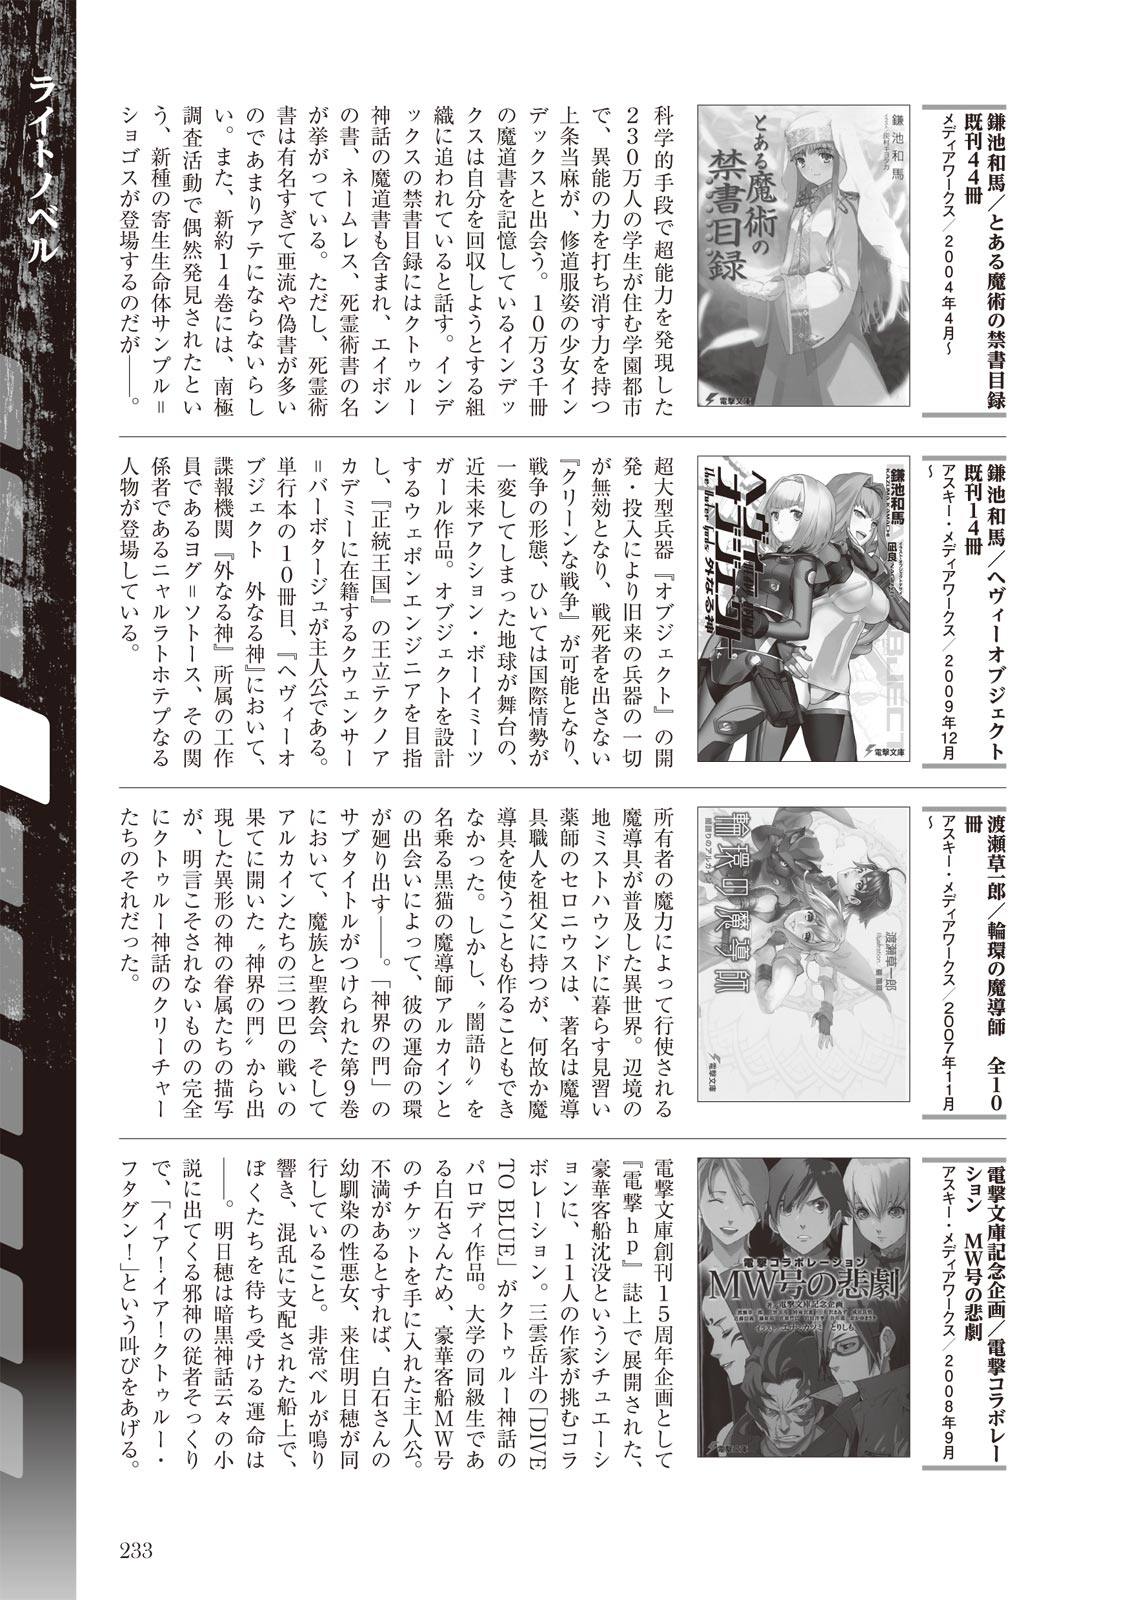 ライトノベル
鎌池和馬／とある魔術の禁書目録
既刊44冊
メディアワークス／2004年4月～
鎌池和馬
とある魔術の
禁書目録
電撃文庫
科学的手段で超能力を発現した
230万人の学生が住む学園都市
で、異能の力を打ち消す力を持つ
上条当麻が、修道服姿の少女イン
デックスと出会う。10万3千冊
の魔道書を記憶しているインデッ
クスは自分を回収しようとする組
織に追われていると話す。インデ
ックスの禁書目録にはクトゥルー
神話の魔道書も含まれ、エイボン
の書、ネームレス、死霊術書の名
が挙がっている。ただし、死霊術
書は有名すぎて亜流や偽書が多い
のであまりアテにならないらし
い。また、新約14巻には、南極
調査活動で偶然発見されたとい
う、新種の寄生生命体サンプル＝
ショゴスが登場するのだが――。
鎌池和馬／ヘヴィーオブジェクト
既刊14冊
アスキー・メディアワークス／2009年12月
～
鎌池和馬
ヘヴィーオブジェクト
外なる神
電撃文庫
超大型兵器『オブジェクト』の開
発・投入により旧来の兵器の一切
が無効となり、戦死者を出さない
『クリーンな戦争』が可能となり、
戦争の形態、ひいては国際情勢が
一変してしまった地球が舞台の、
近未来アクション・ボーイミーツ
ガール作品。オブジェクトを設計
するウェポンエンジニアを目指
し、『正統王国』の王立テクノア
カデミーに在籍するクウェンサー
＝バーボタージュが主人公である。
単行本の10冊目、『ヘヴィーオ
ブジェクト　外なる神』において、
諜報機関『外なる神』所属の工作
員であるヨグ＝ソトース、その関
係者であるニャルラトホテプなる
人物が登場している。
渡瀬草一郎／輪環の魔導師　全10
冊
アスキー・メディアワークス／2007年11月
～
渡瀬草一郎
輪環の魔導師
闇語りのアルカイン
電撃文庫
所有者の魔力によって行使される
魔導具が普及した異世界。辺境の
地ミストハウンドに暮らす見習い
薬師のセロニウスは、著名は魔導
具職人を祖父に持つが、何故か魔
導具を使うことも作ることもでき
なかった。しかし、〝闇語り〟を
名乗る黒猫の魔導師アルカインと
の出会いによって、彼の運命の環
が廻り出す――。「神界の門」の
サブタイトルがつけられた第9巻
において、魔族と聖教会、そして
アルカインたちの三つ巴の戦いの
果てに開いた〝神界の門〟から出
現した異形の神の眷属たちの描写
が、明言こそされないものの完全
にクトゥルー神話のクリーチャー
たちのそれだった。
電撃文庫記念企画／電撃コラボレー
ション　MW号の悲劇
アスキー・メディアワークス／2008年9月
電撃コラボレーション
MW号の悲劇
電撃文庫記念企画
電撃文庫
電撃文庫創刊15周年企画として
『電撃hp』誌上で展開された、
豪華客船沈没というシチュエーシ
ョンに、11人の作家が挑むコラ
ボレーション。三雲岳斗の「DIVE
TO BLUE」がクトゥルー神話の
パロディ作品。大学の同級生であ
る白石さんため、豪華客船MW号
のチケットを手に入れた主人公。
不満があるとすれば、白石さんの
幼馴染の性悪女、来住明日穂が同
行していること。非常ベルが鳴り
響き、混乱に支配された船上で、
ぼくたちを待ち受ける運命は
――。明日穂は暗黒神話云々の小
説に出てくる邪神の従者そっくり
で、「イア！イア！クトゥルー・
フタグン！」という叫びをあげる。
233